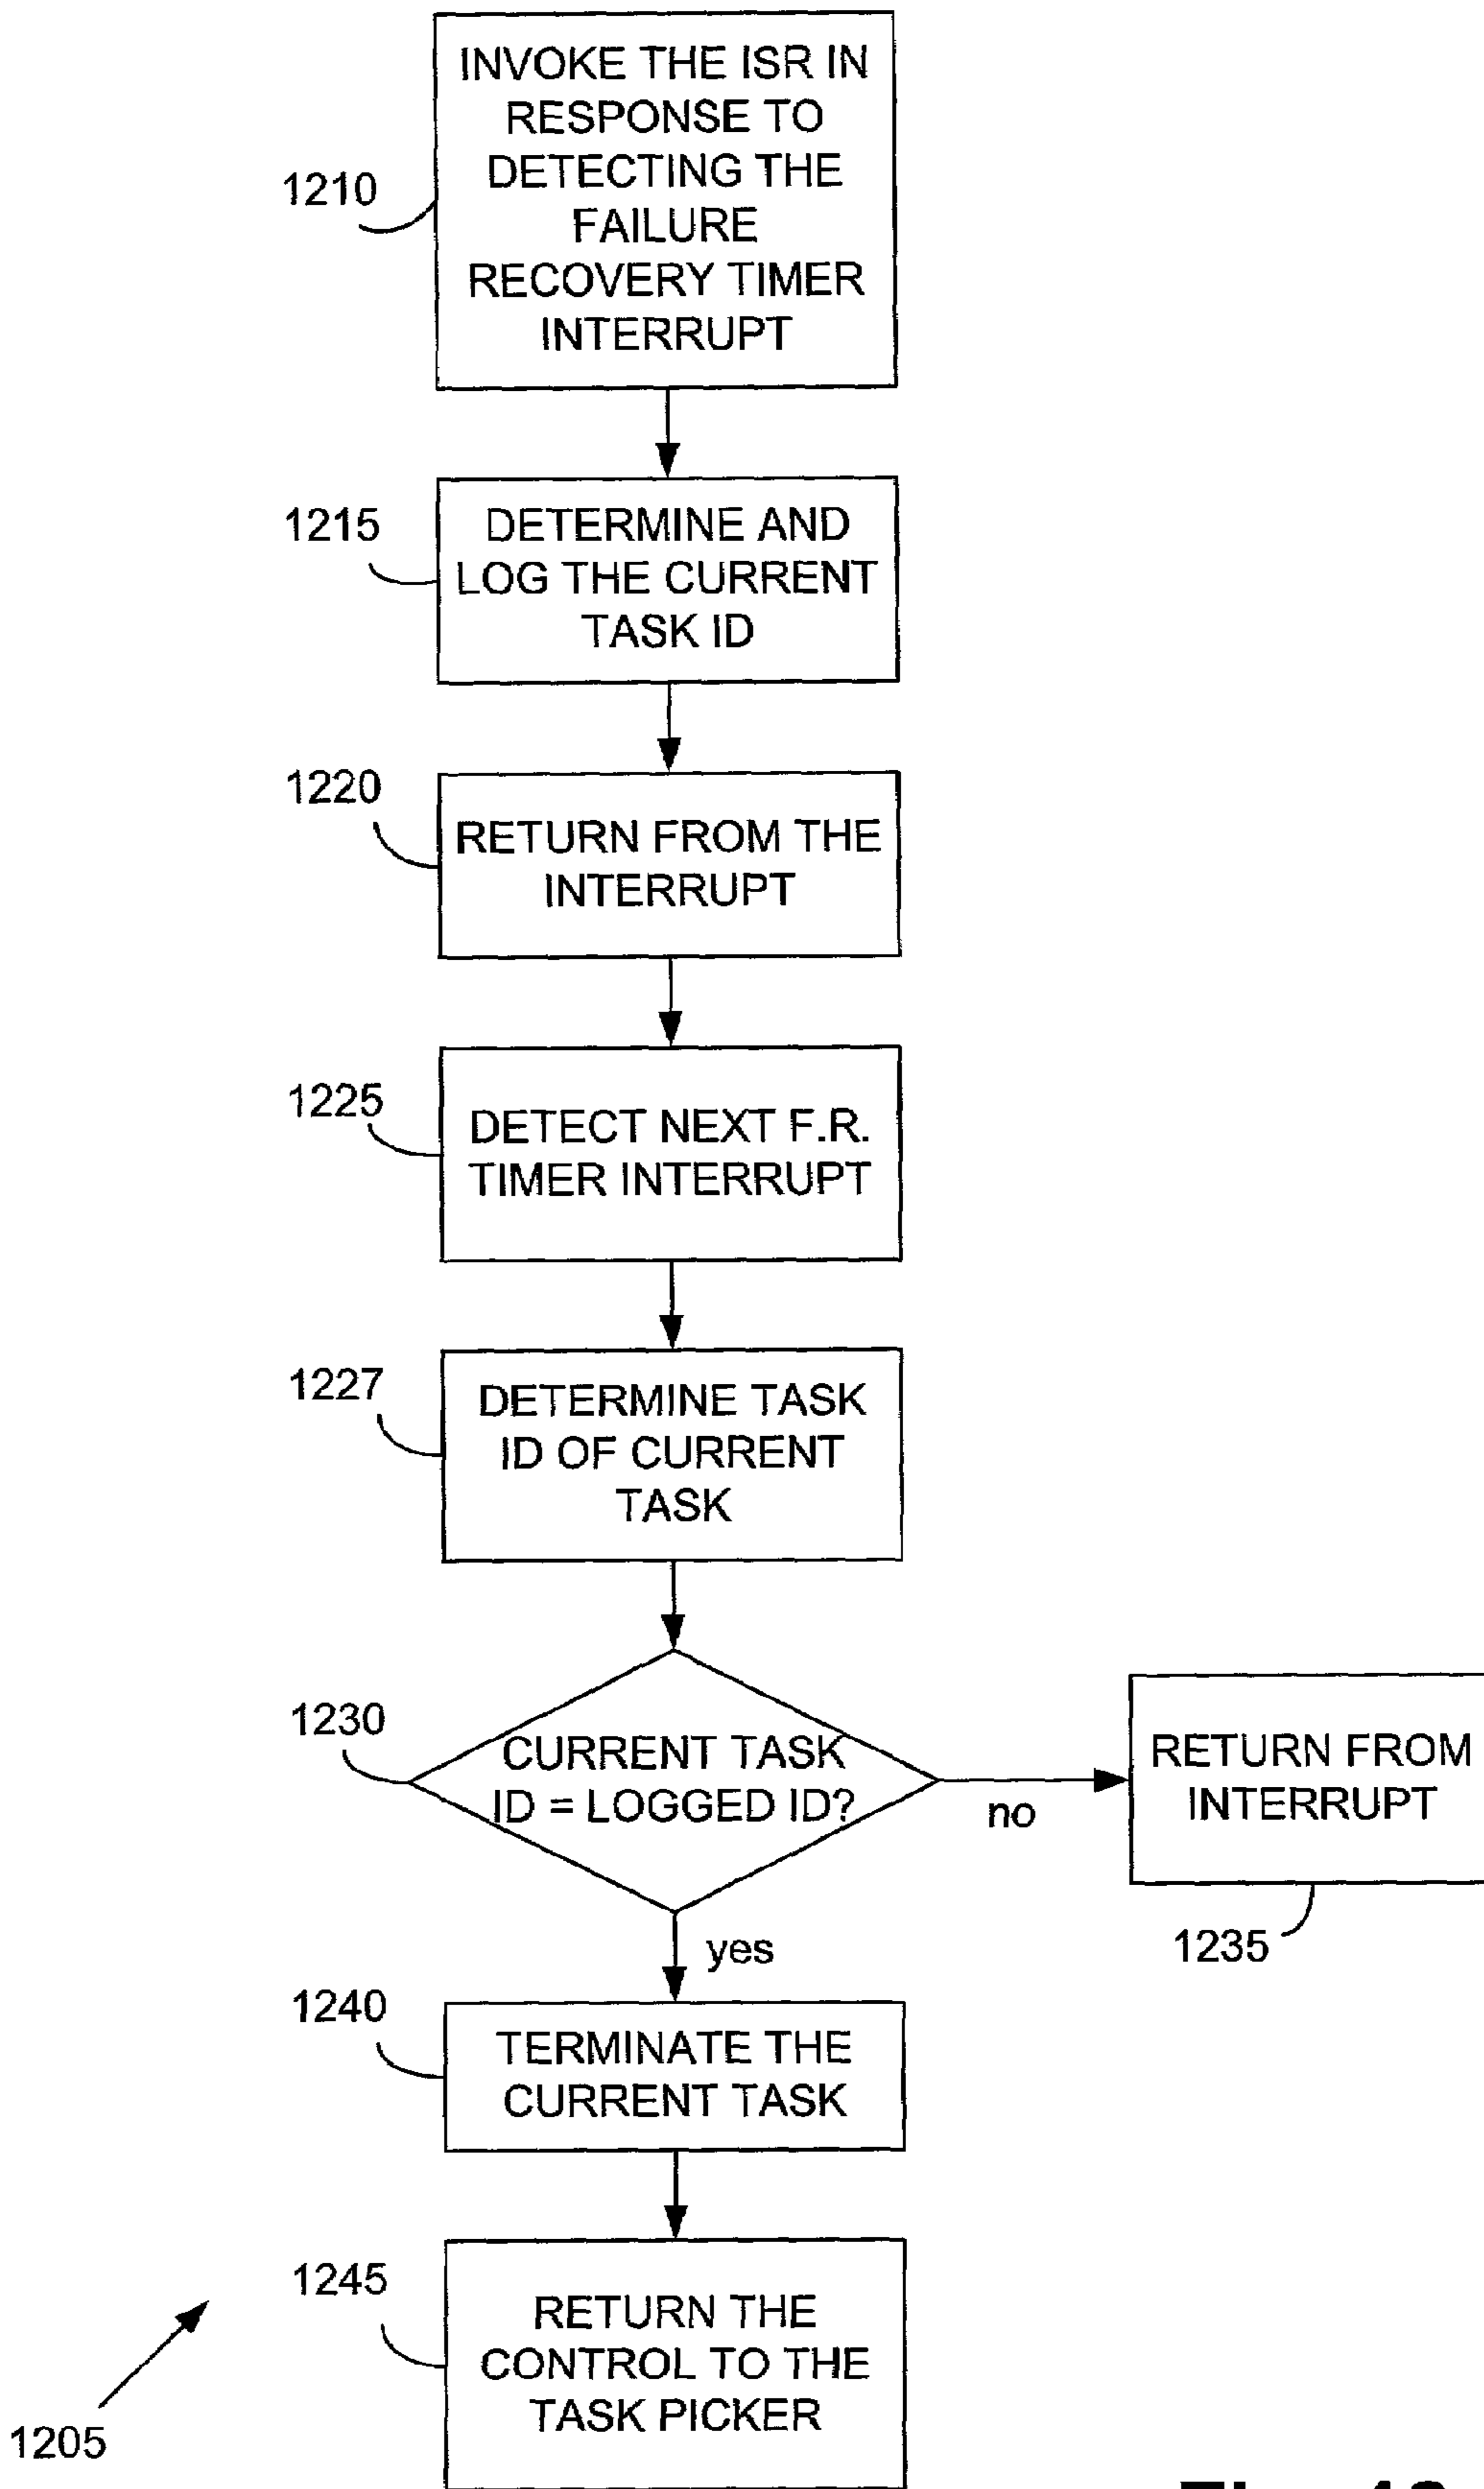 1210
INVOKE THE ISR IN
RESPONSE TO
DETECTING THE
FAILURE
RECOVERY TIMER
INTERRUPT
1215
DETERMINE AND
LOG THE CURRENT
TASK ID
1220
RETURN FROM THE
INTERRUPT
1225
DETECT NEXT F.R.
TIMER INTERRUPT
1227
DETERMINE TASK
ID OF CURRENT
TASK
1230
CURRENT TASK
ID = LOGGED ID?
no
RETURN FROM
INTERRUPT
1235
yes
1240
TERMINATE THE
CURRENT TASK
1245
RETURN THE
CONTROL TO THE
TASK PICKER
1205